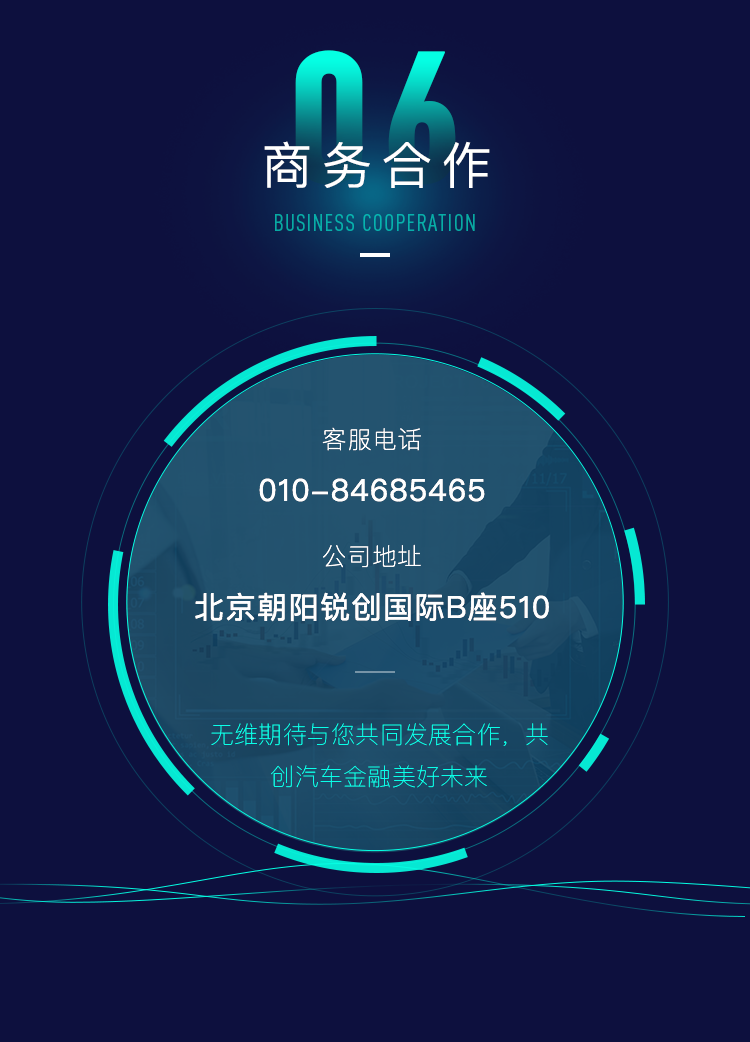 06
商务合作
BUSINESS COOPERATION
客服电话
010-84685465
公司地址
北京朝阳锐创国际B座510
无维期待与您共同发展合作，共
创汽车金融美好未来